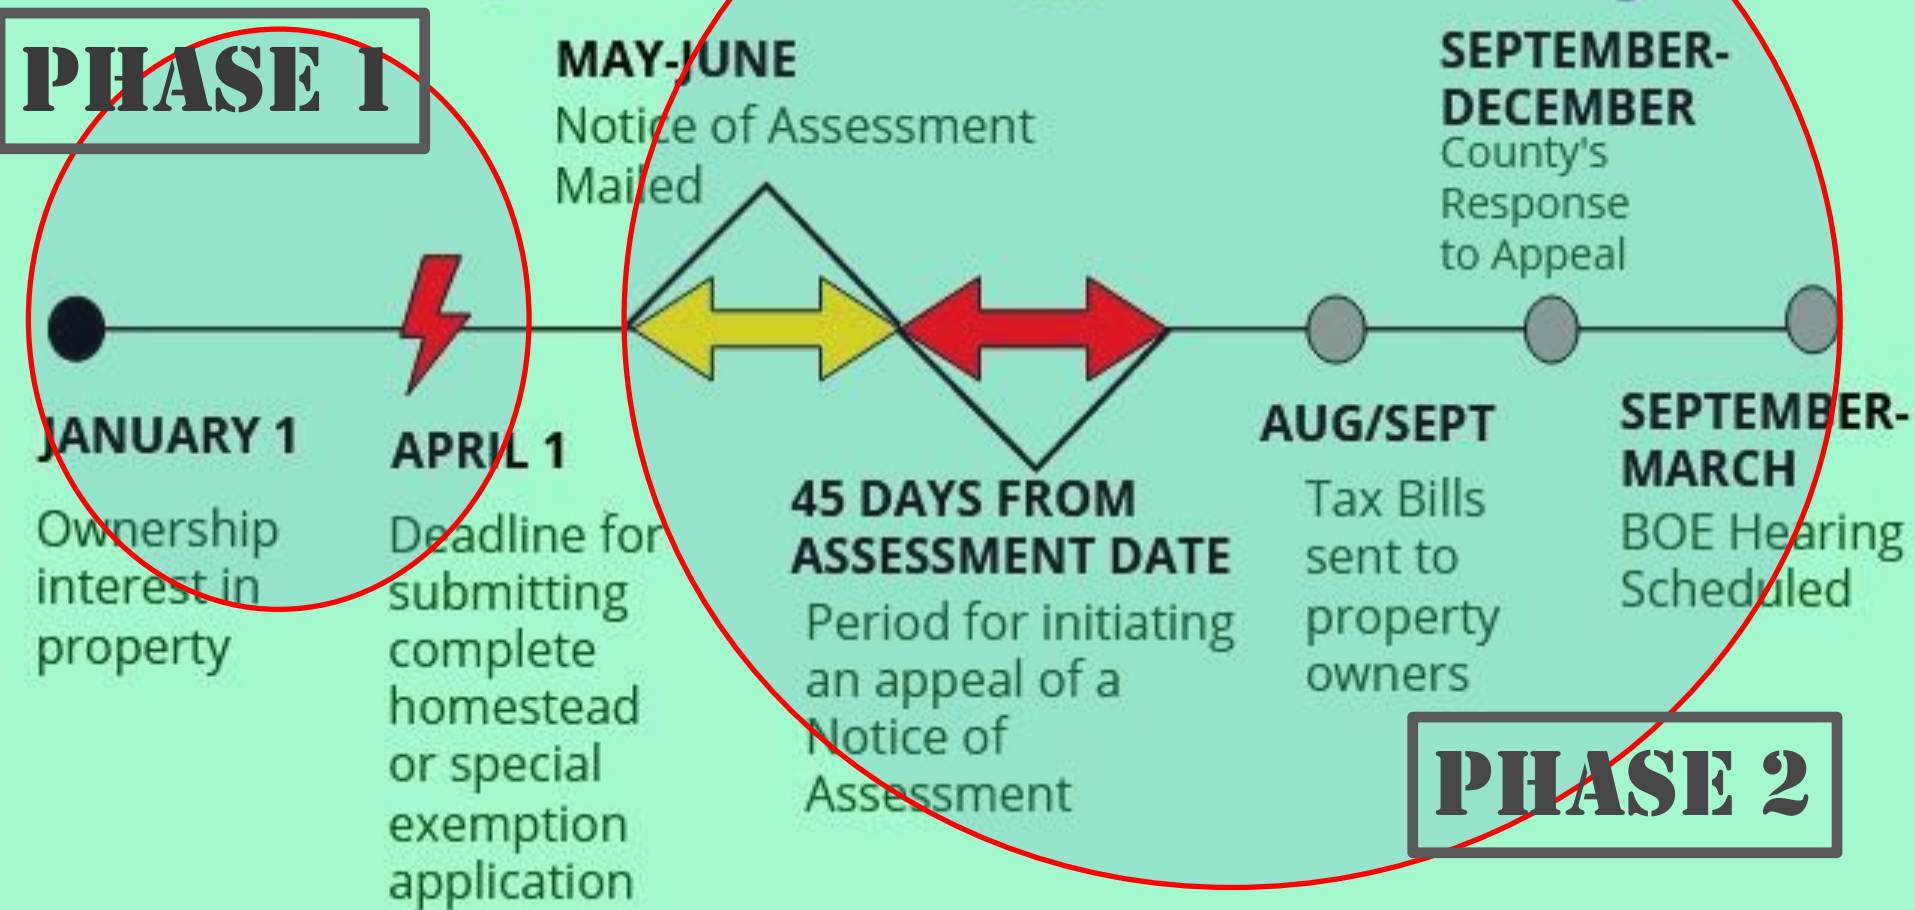 PHASE 1
JANUARY 1
Ownership
interest in
property
APRIL 1
Deadline for
submitting
complete
homestead
or special
exemption
application
MAY-JUNE
Notice of Assessment
Mailed
45 DAYS FROM
ASSESSMENT DATE
Period for initiating
an appeal of a
Notice of
Assessment
AUG/SEPT
Tax Bills
sent to
property
owners
SEPTEMBER-
DECEMBER
County's
Response
to Appeal
SEPTEMBER-
MARCH
BOE Hearing
Scheduled
PHASE 2